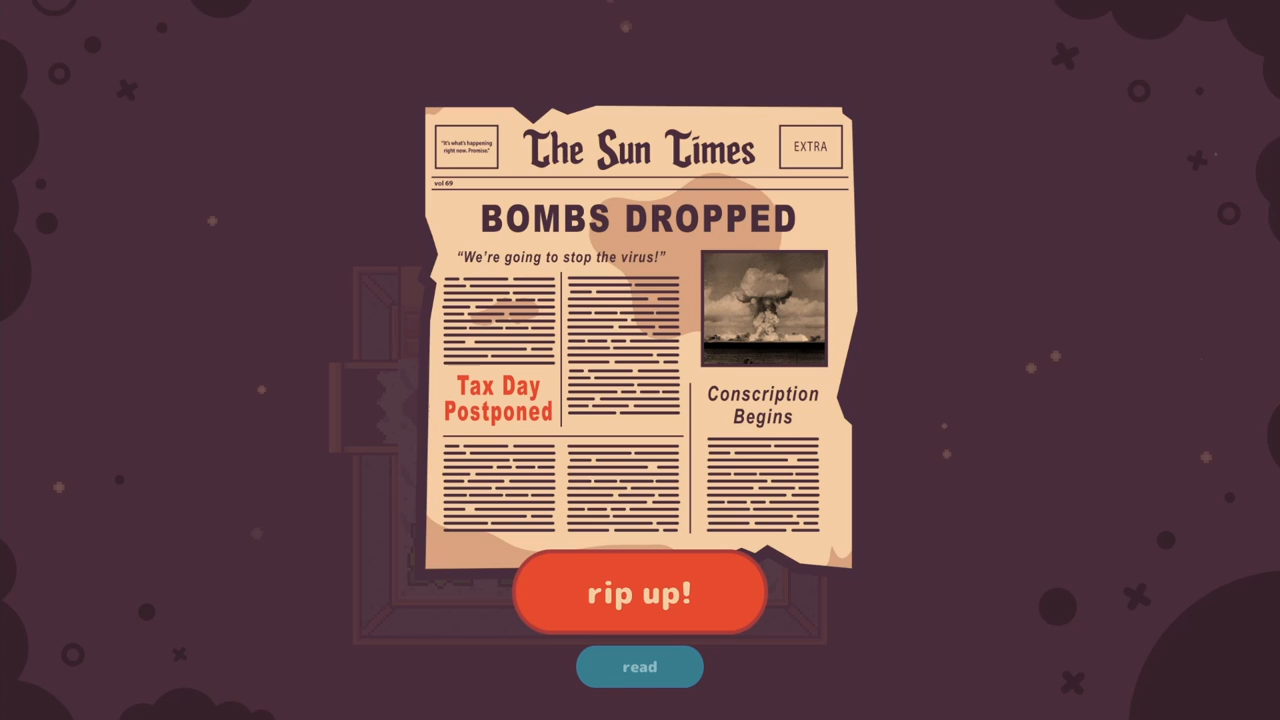 "It's what's happening
right now. Promise."
The Sun Times
EXTRA
vol 69
BOMBS DROPPED
“We’re going to stop the virus!”
Tax Day
Postponed
Conscription
Begins
rip up!
read